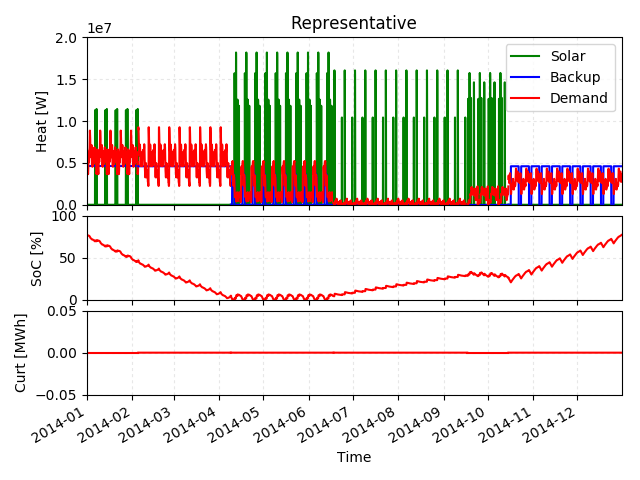 Representative
1e7
2.0
1.5
1.0
0.5
0.0
Heat [W]
Solar
Backup
Demand
100
50
0
SoC [%]
0.05
0.00
−0.05
Curt [MWh]
2014-01
2014-02
2014-03
2014-04
2014-05
2014-06
2014-07
2014-08
2014-09
2014-10
2014-11
2014-12
Time